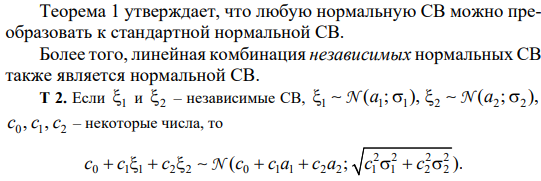 Теорема 1 утверждает, что любую нормальную СВ можно пре-
образовать к стандартной нормальной СВ.
Более того, линейная комбинация независимых нормальных СВ
также является нормальной СВ.
Т 2. Если ξ₁ и ξ₂ – независимые СВ, ξ₁ ~ N(a₁; σ₁), ξ₂ ~ N(a₂; σ₂),
c₀, c₁, c₂ – некоторые числа, то
c₀ + c₁ξ₁ + c₂ξ₂ ~ N(c₀ + c₁a₁ + c₂a₂; √(c₁²σ₁² + c₂²σ₂²)).